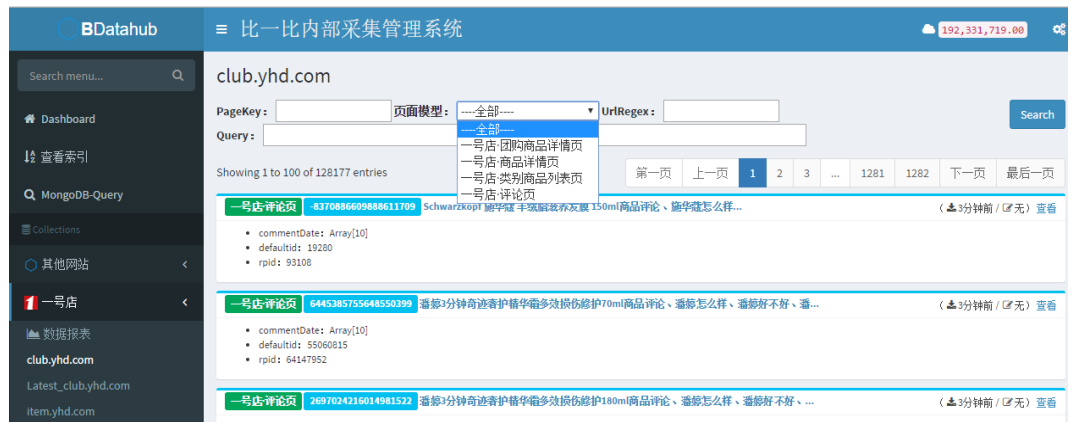 BDatahub
≡ 比一比内部采集管理系统
192,331,719.00
Search menu...
Dashboard
查看索引
MongoDB-Query
Collections
其他网站
一号店
数据报表
club.yhd.com
Latest_club.yhd.com
item.yhd.com
club.yhd.com
PageKey： 页面模型： ----全部---- UrlRegex：
Search
Query：
----全部----
一号店·团购商品详情页
一号店·商品详情页
一号店·类别商品列表页
一号店·评论页
Showing 1 to 100 of 128177 entries
第一页 上一页 1 2 3 ... 1281 1282 下一页 最后一页
一号店·评论页 -8370886609888611709 Schwarzkopf 施华蔻 羊绒脂滋养发膜 150ml商品评论、施华蔻怎么样... （3分钟前 / 无）查看
commentDate: Array[10]
defaultid: 19280
rpid: 93108
一号店·评论页 6445385755648550399 潘婷3分钟奇迹奢护精华霜多效损伤修护70ml商品评论、潘婷怎么样、潘婷好不好、潘... （3分钟前 / 无）查看
commentDate: Array[10]
defaultid: 55060815
rpid: 64147952
一号店·评论页 2697024216014981522 潘婷3分钟奇迹奢护精华霜多效损伤修护180ml商品评论、潘婷怎么样、潘婷好不好、... （3分钟前 / 无）查看